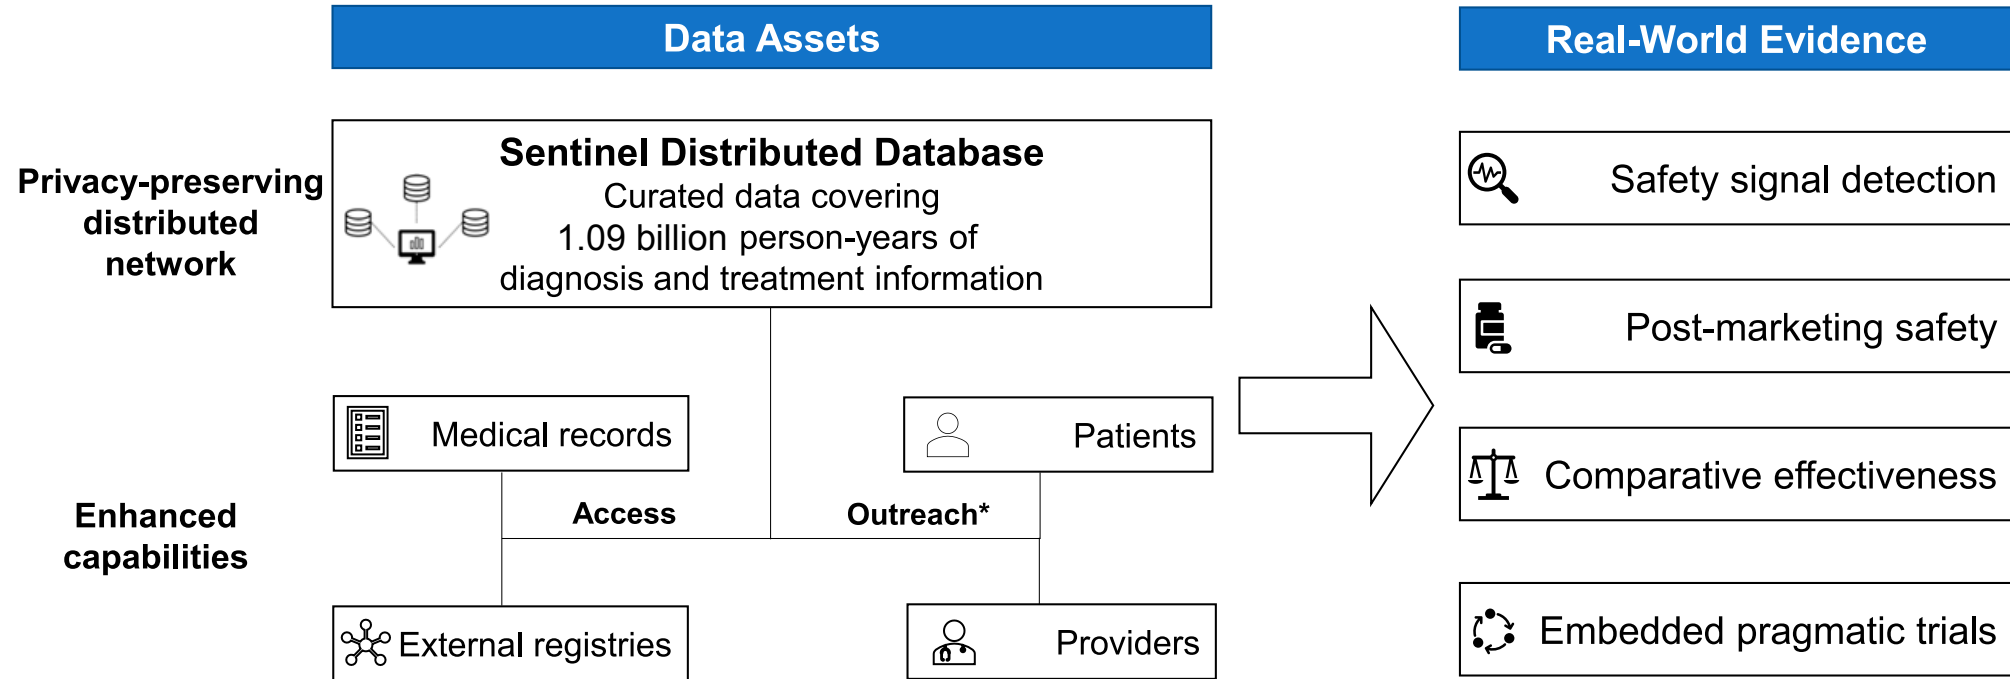 Data Assets
Real-World Evidence
Privacy-preserving
distributed
network
Sentinel Distributed Database
Curated data covering
1.09 billion person-years of
diagnosis and treatment information
Safety signal detection
Post-marketing safety
Enhanced
capabilities
Medical records
Patients
Access
Outreach*
External registries
Providers
Comparative effectiveness
Embedded pragmatic trials